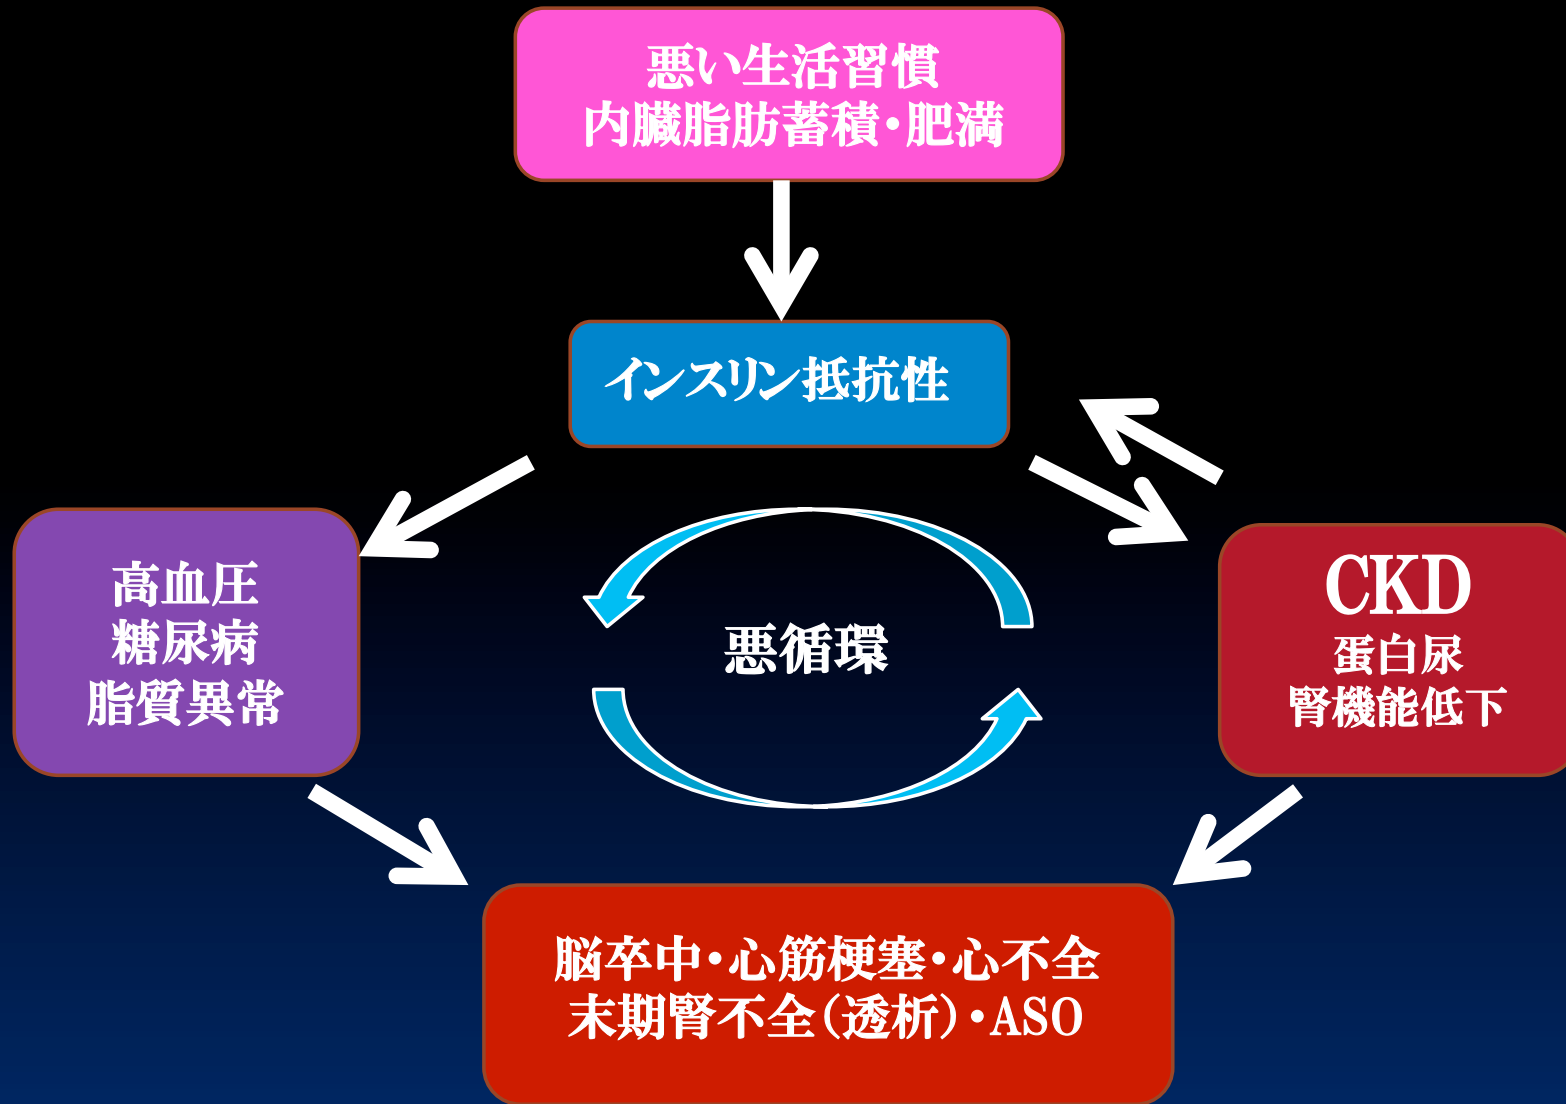 悪い生活習慣
内臓脂肪蓄積・肥満
インスリン抵抗性
高血圧
糖尿病
脂質異常
悪循環
CKD
蛋白尿
腎機能低下
脳卒中・心筋梗塞・心不全
末期腎不全(透析)・ASO